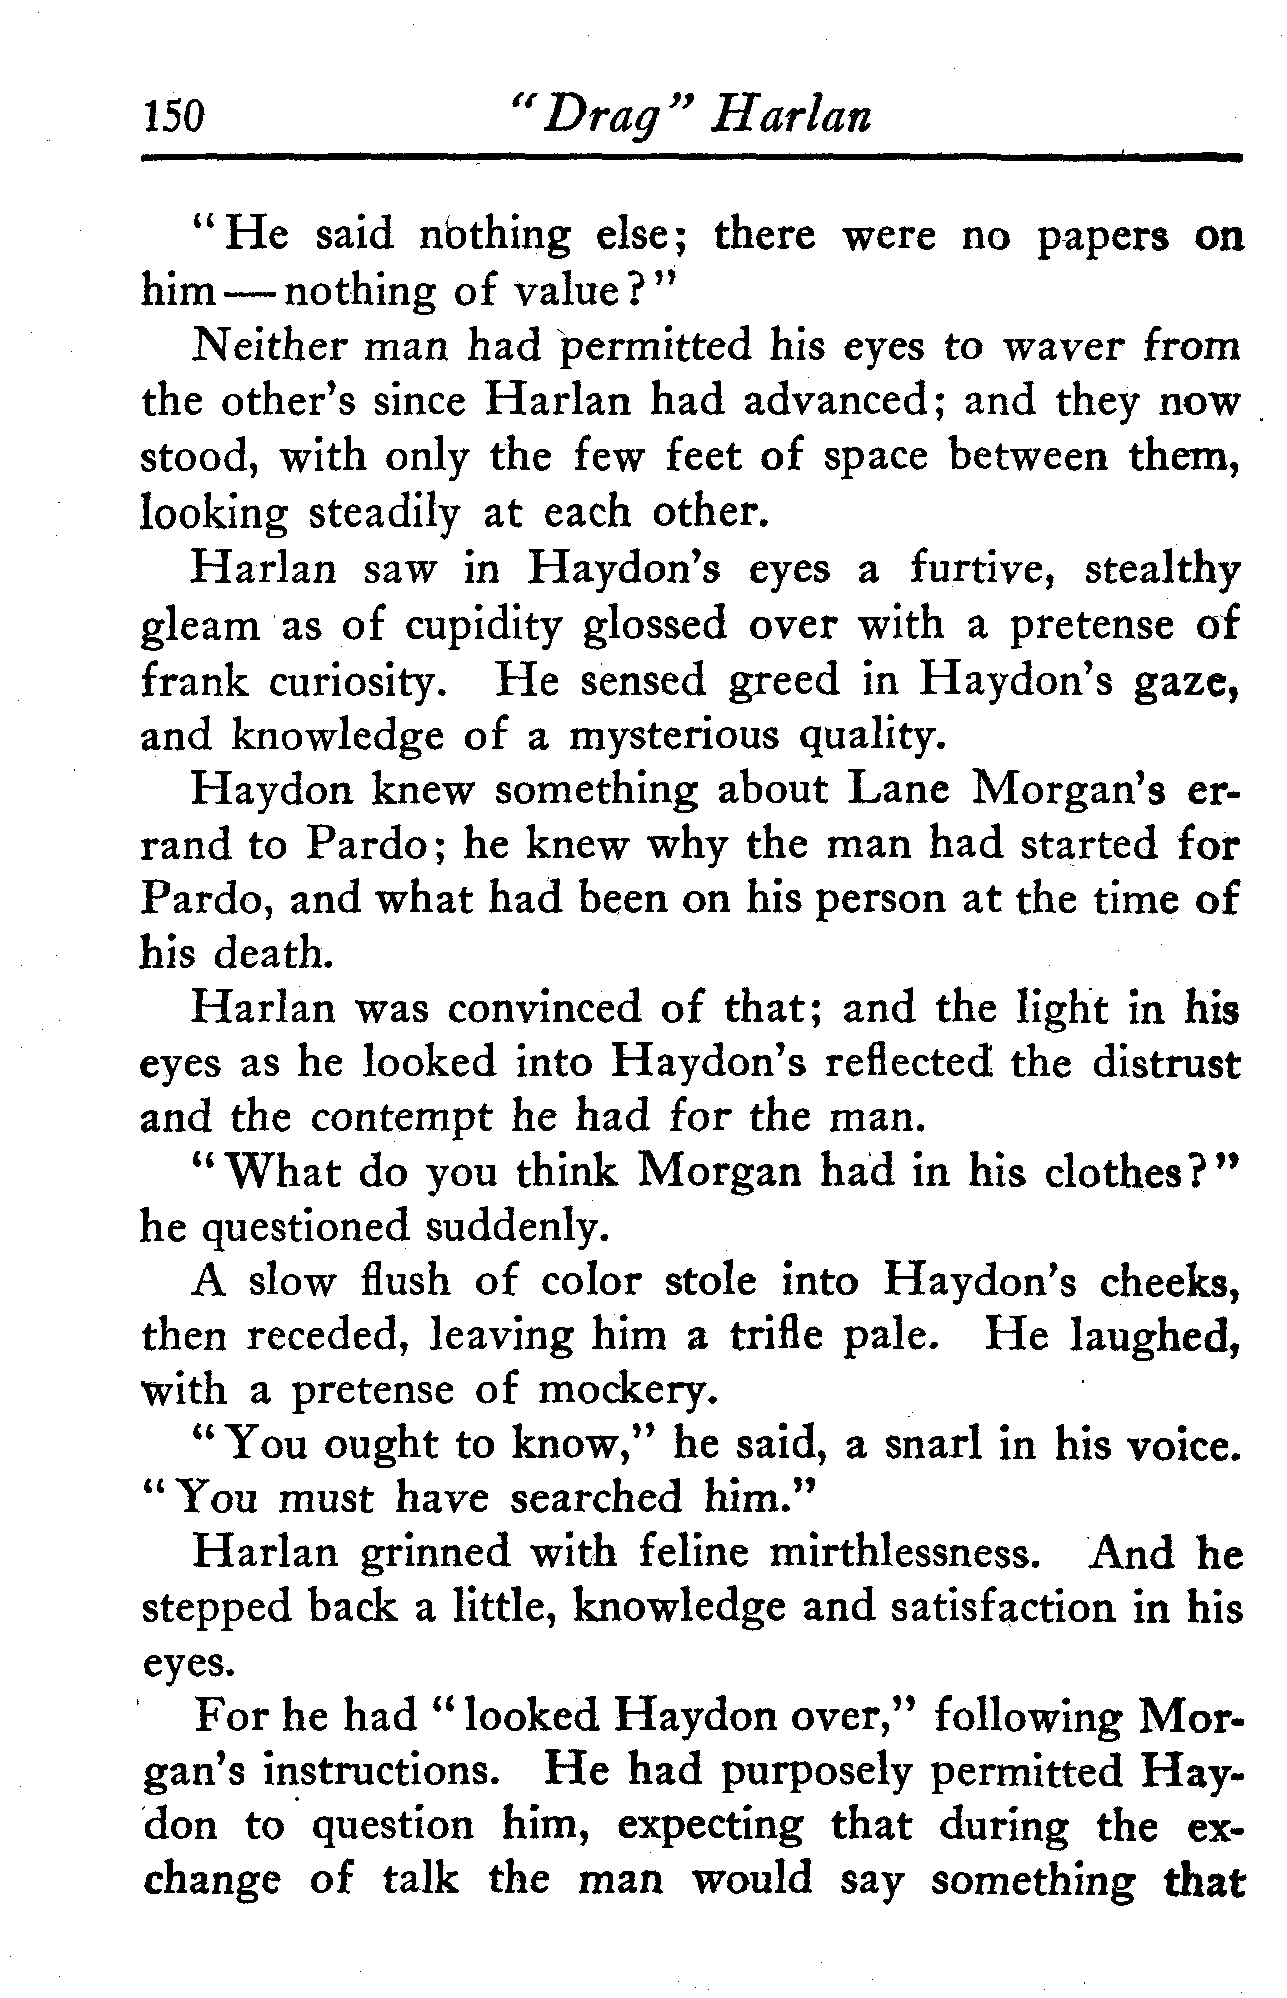 150 "Drag" Harlan
"He said nothing else; there were no papers on
him—nothing of value?"
Neither man had permitted his eyes to waver from
the other's since Harlan had advanced; and they now
stood, with only the few feet of space between them,
looking steadily at each other.
Harlan saw in Haydon's eyes a furtive, stealthy
gleam as of cupidity glossed over with a pretense of
frank curiosity. He sensed greed in Haydon's gaze,
and knowledge of a mysterious quality.
Haydon knew something about Lane Morgan's er-
rand to Pardo; he knew why the man had started for
Pardo, and what had been on his person at the time of
his death.
Harlan was convinced of that; and the light in his
eyes as he looked into Haydon's reflected the distrust
and the contempt he had for the man.
"What do you think Morgan had in his clothes?"
he questioned suddenly.
A slow flush of color stole into Haydon's cheeks,
then receded, leaving him a trifle pale. He laughed,
with a pretense of mockery.
"You ought to know," he said, a snarl in his voice.
"You must have searched him."
Harlan grinned with feline mirthlessness. And he
stepped back a little, knowledge and satisfaction in his
eyes.
For he had "looked Haydon over," following Mor-
gan's instructions. He had purposely permitted Hay-
don to question him, expecting that during the ex-
change of talk the man would say something that